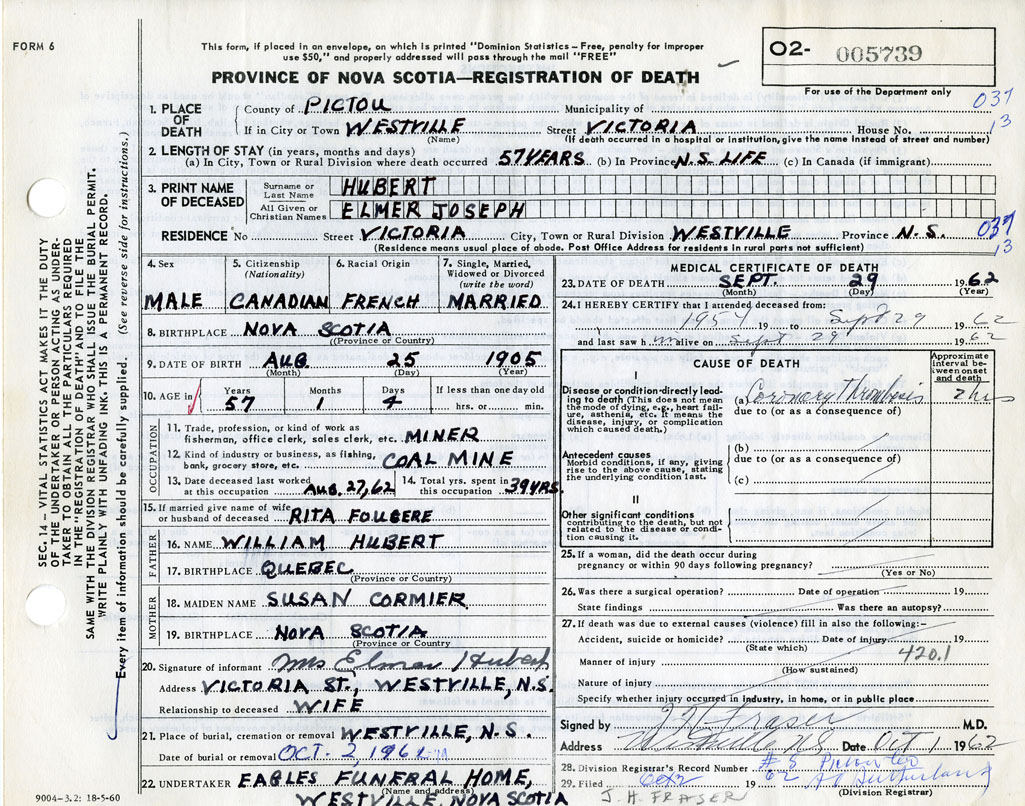 FORM 6
This form, if placed in an envelope, on which is printed "Dominion Statistics – Free, penalty for improper
use $50," and properly addressed will pass through the mail "FREE"
O2- 005739
For use of the Department only
PROVINCE OF NOVA SCOTIA—REGISTRATION OF DEATH
SEC. 14 – VITAL STATISTICS ACT MAKES IT THE DUTY
OF THE UNDERTAKER OR PERSON ACTING AS UNDER-
TAKER TO OBTAIN ALL THE PARTICULARS REQUIRED
IN THE "REGISTRATION OF DEATH" AND TO FILE THE
SAME WITH THE DIVISION REGISTRAR WHO SHALL ISSUE THE BURIAL PERMIT.
WRITE PLAINLY WITH UNFADING INK. THIS IS A PERMANENT RECORD.
Every item of information should be carefully supplied. (See reverse side for instructions.)
1. PLACE OF DEATH
County of PICTOU Municipality of 037
If in City or Town WESTVILLE Street VICTORIA House No. 13
(Name) (If death occurred in a hospital or institution, give the name instead of street and number)
2. LENGTH OF STAY (in years, months and days)
(a) In City, Town or Rural Division where death occurred 57 YEARS (b) In Province N.S. LIFE (c) In Canada (if immigrant)
3. PRINT NAME OF DECEASED
Surname or Last Name HUBERT
All Given or Christian Names ELMER JOSEPH
RESIDENCE No Street VICTORIA City, Town or Rural Division WESTVILLE Province N.S. 037
(Residence means usual place of abode. Post Office Address for residents in rural parts not sufficient) 13
4. Sex MALE
5. Citizenship (Nationality) CANADIAN
6. Racial Origin FRENCH
7. Single, Married, Widowed or Divorced (write the word) MARRIED
8. BIRTHPLACE NOVA SCOTIA
((Province or Country)
9. DATE OF BIRTH AUG. 25 1905
(Month) (Day) (Year)
10. AGE in Years 57 Months 1 Days 4 If less than one day old hrs. or min.
OCCUPATION
11. Trade, profession, or kind of work as
fisherman, office clerk, sales clerk, etc. MINER
12. Kind of industry or business, as fishing,
bank, grocery store, etc. COAL MINE
13. Date deceased last worked at this occupation AUG. 27, 62
14. Total yrs. spent in this occupation 39 YRS.
15. If married give name of wife
or husband of deceased RITA FOUGERE
FATHER
16. NAME WILLIAM HUBERT
17. BIRTHPLACE QUEBEC
(Province or Country)
MOTHER
18. MAIDEN NAME SUSAN CORMIER
19. BIRTHPLACE NOVA SCOTIA
(Province or Country
20. Signature of informant Mrs Elmer Hubert
Address VICTORIA ST., WESTVILLE, N.S.
Relationship to deceased WIFE
21. Place of burial, cremation or removal WESTVILLE, N.S.
Date of burial or removal OCT. 2, 1962
22. UNDERTAKER EAGLES FUNERAL HOME,
(Name and address)
WESTVILLE, NOVA SCOTIA
9004-3.2: 18-5-60
MEDICAL CERTIFICATE OF DEATH
23. DATE OF DEATH SEPT. 29 1962
(Month) (Day) (Year)
24. I HEREBY CERTIFY that I attended deceased from:
1954 19 to Sept 29 1962
and last saw him alive on Sept. 29 1962
CAUSE OF DEATH
Approximate interval between onset and death
I
Disease or condition directly lead-
ing to death (This does not mean
the mode of dying, e.g., heart fail-
ure, asthenia, etc. It means the
disease, injury, or complication
which caused death.)
(a) Coronary Thrombosis 2 hrs
due to (or as a consequence of)
Antecedent causes
Morbid conditions, if any, giving
rise to the above cause, stating
the underlying condition last.
(b)
due to (or as a consequence of)
(c)
II
Other significant conditions
contributing to the death, but not
related to the disease or condi-
tion causing it.
25. If a woman, did the death occur during
pregnancy or within 90 days following pregnancy?
(Yes or No)
26. Was there a surgical operation? Date of operation 19
State findings Was there an autopsy?
27. If death was due to external causes (violence) fill in also the following:–
Accident, suicide or homicide? Date of injury 19
(State which) 420.1
Manner of injury
(How sustained)
Nature of injury
Specify whether injury occurred in industry, in home, or in public place
Signed by J H Fraser M.D.
Address Westville NS Date OCT 1 1962
28. Division Registrar's Record Number #5 Pictou
29. Filed Oct 2 62 Sutherland
(Division Registrar)
J. H. FRASER